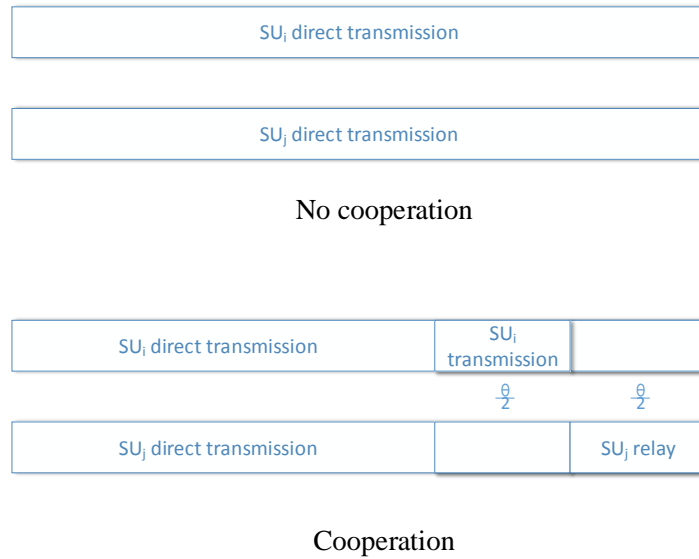 SUᵢ direct transmission
SUⱼ direct transmission
No cooperation
SUᵢ direct transmission
SUᵢ
transmission
θ/2 θ/2
SUⱼ direct transmission
SUⱼ relay
Cooperation